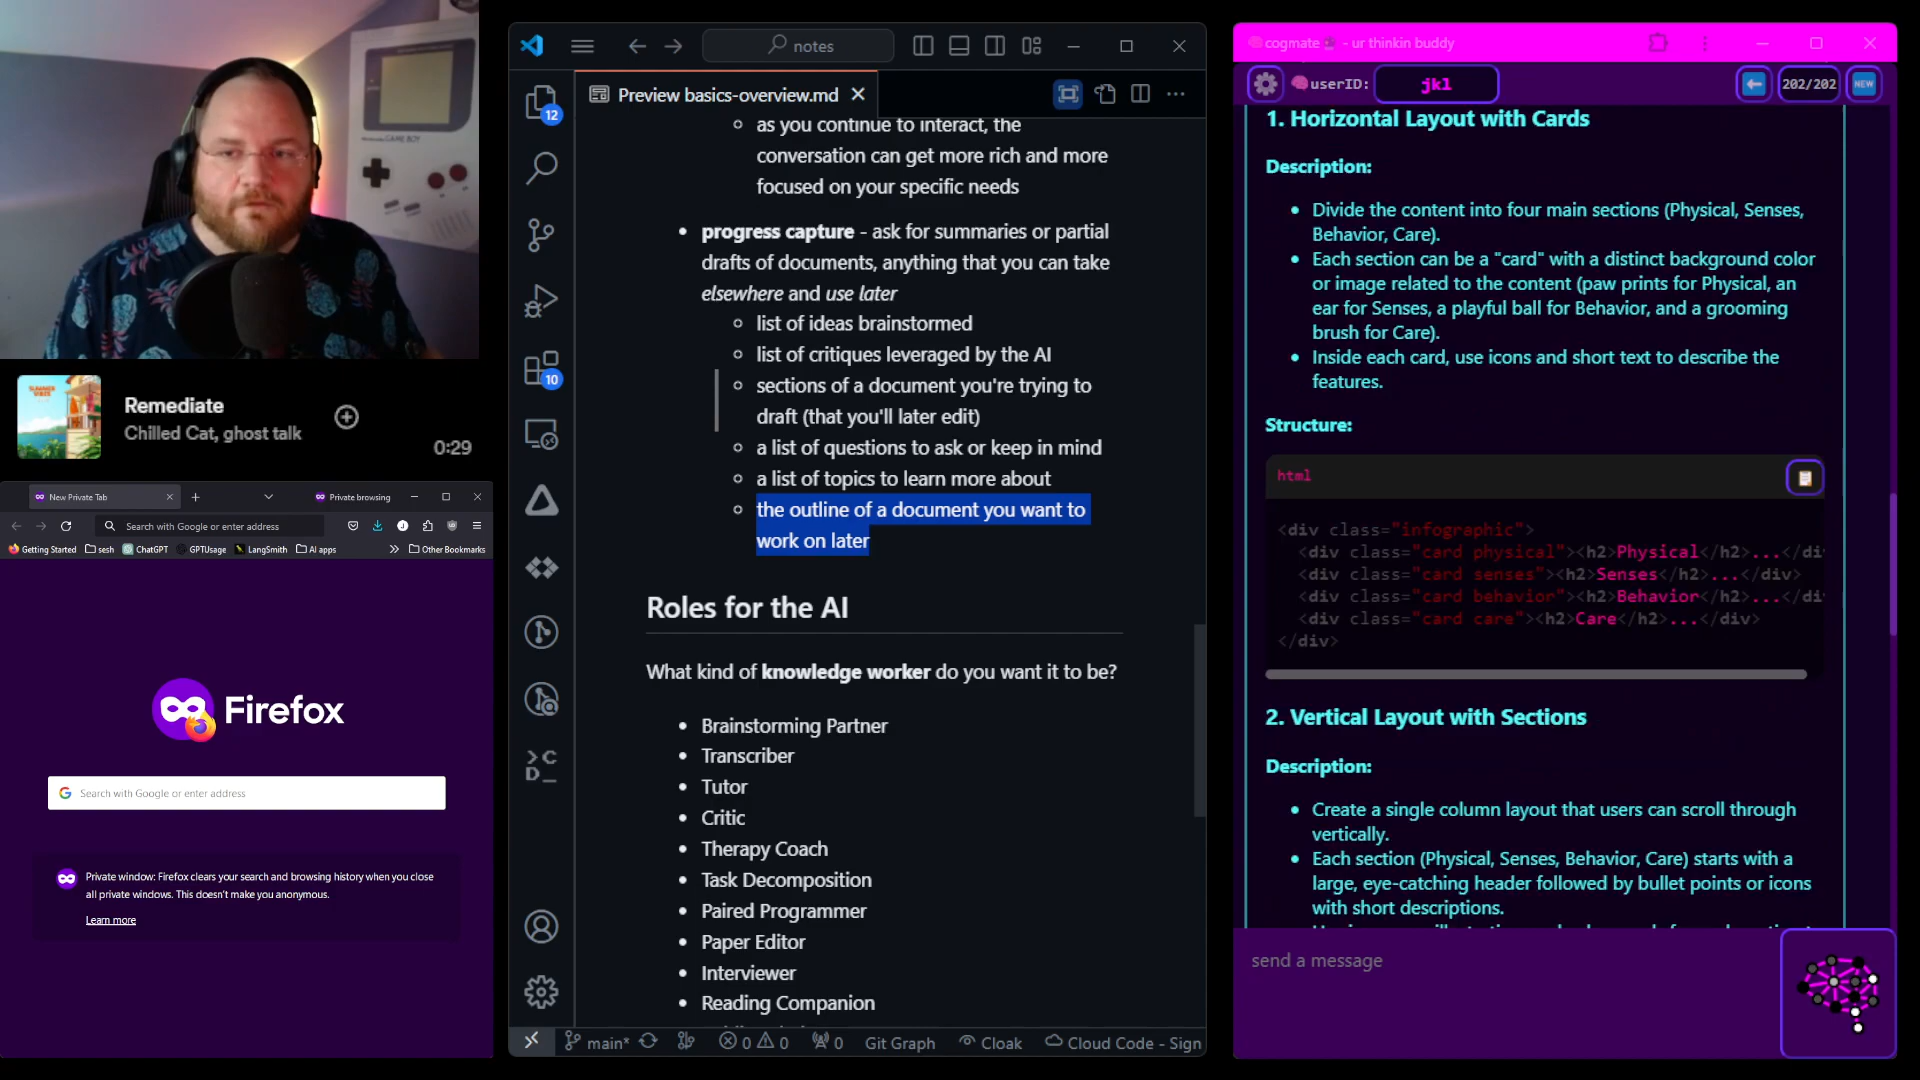 Remediate
Chilled Cat, ghost talk
0:29
New Private Tab
Private browsing
Search with Google or enter address
Getting Started
sesh
ChatGPT
GPTUsage
LangSmith
AI apps
Other Bookmarks
Firefox
Search with Google or enter address
Private window: Firefox clears your search and browsing history when you close
all private windows. This doesn't make you anonymous.
Learn more
notes
Preview basics-overview.md
12
10
as you continue to interact, the
conversation can get more rich and more
focused on your specific needs
progress capture - ask for summaries or partial
drafts of documents, anything that you can take
elsewhere and use later
list of ideas brainstormed
list of critiques leveraged by the AI
sections of a document you're trying to
draft (that you'll later edit)
a list of questions to ask or keep in mind
a list of topics to learn more about
the outline of a document you want to
work on later
Roles for the AI
What kind of knowledge worker do you want it to be?
Brainstorming Partner
Transcriber
Tutor
Critic
Therapy Coach
Task Decomposition
Paired Programmer
Paper Editor
Interviewer
Reading Companion
main* 0 0 0 Git Graph Cloak Cloud Code - Sign
cogmate - ur thinkin buddy
userID: jkl
202/202
NEW
1. Horizontal Layout with Cards
Description:
Divide the content into four main sections (Physical, Senses,
Behavior, Care).
Each section can be a "card" with a distinct background color
or image related to the content (paw prints for Physical, an
ear for Senses, a playful ball for Behavior, and a grooming
brush for Care).
Inside each card, use icons and short text to describe the
features.
Structure:
html
<div class="infographic">
<div class="card physical"><h2>Physical</h2>...</di
<div class="card senses"><h2>Senses</h2>...</div>
<div class="card behavior"><h2>Behavior</h2>...</di
<div class="card care"><h2>Care</h2>...</div>
</div>
2. Vertical Layout with Sections
Description:
Create a single column layout that users can scroll through
vertically.
Each section (Physical, Senses, Behavior, Care) starts with a
large, eye-catching header followed by bullet points or icons
with short descriptions.
send a message